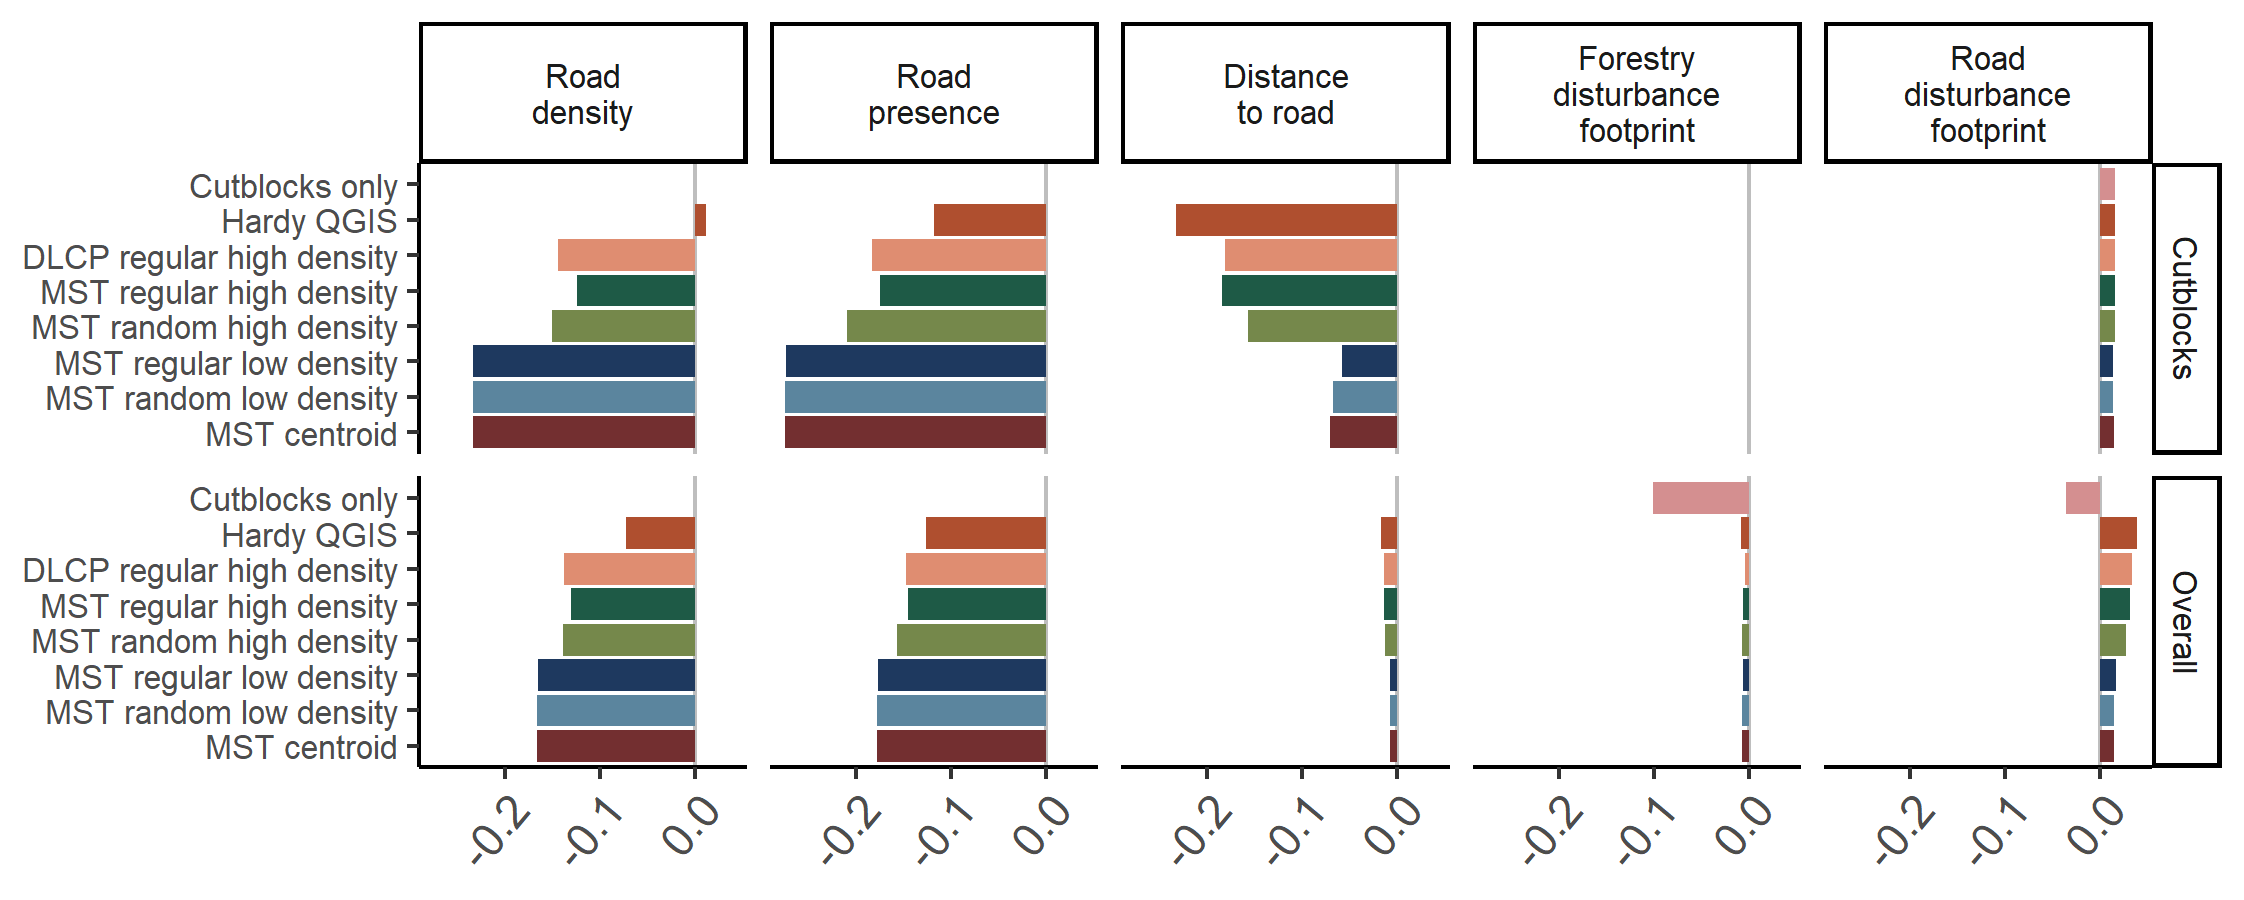 Road
density
Road
presence
Distance
to road
Forestry
disturbance
footprint
Road
disturbance
footprint
Cutblocks only
Hardy QGIS
DLCP regular high density
MST regular high density
MST random high density
MST regular low density
MST random low density
MST centroid
Cutblocks
Cutblocks only
Hardy QGIS
DLCP regular high density
MST regular high density
MST random high density
MST regular low density
MST random low density
MST centroid
Overall
-0.2
-0.1
0.0
-0.2
-0.1
0.0
-0.2
-0.1
0.0
-0.2
-0.1
0.0
-0.2
-0.1
0.0